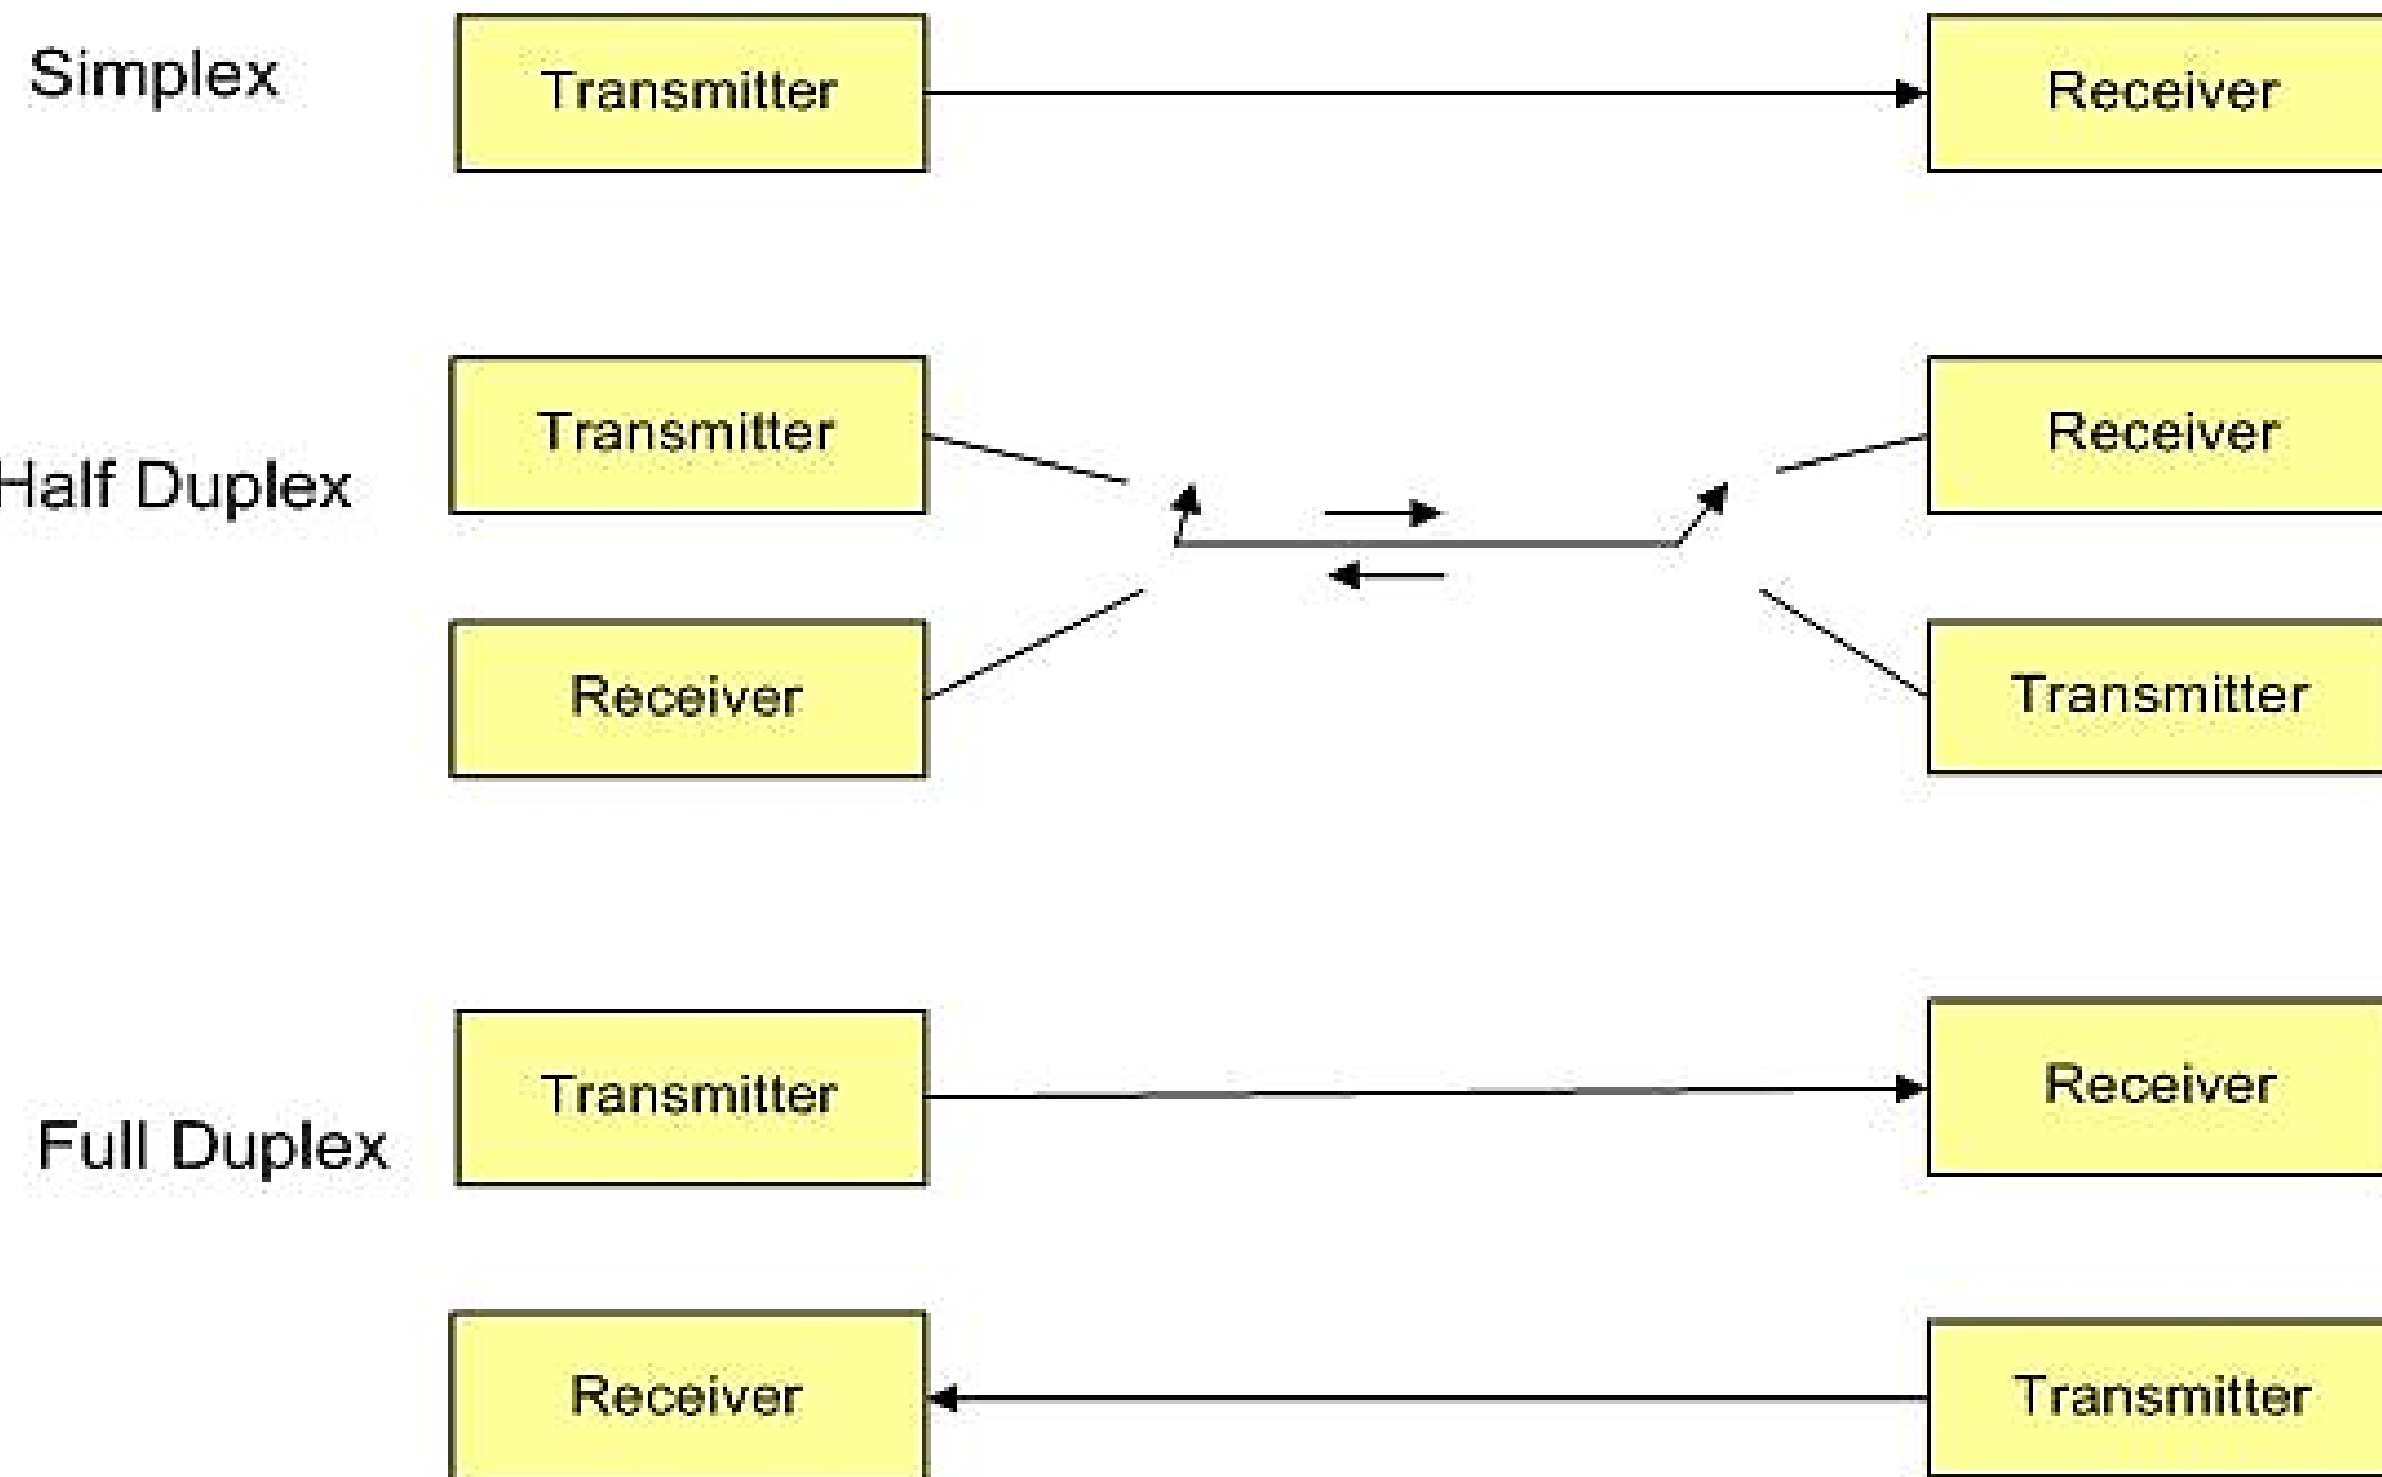 Simplex
Transmitter
Receiver
Half Duplex
Transmitter
Receiver
Receiver
Transmitter
Full Duplex
Transmitter
Receiver
Receiver
Transmitter